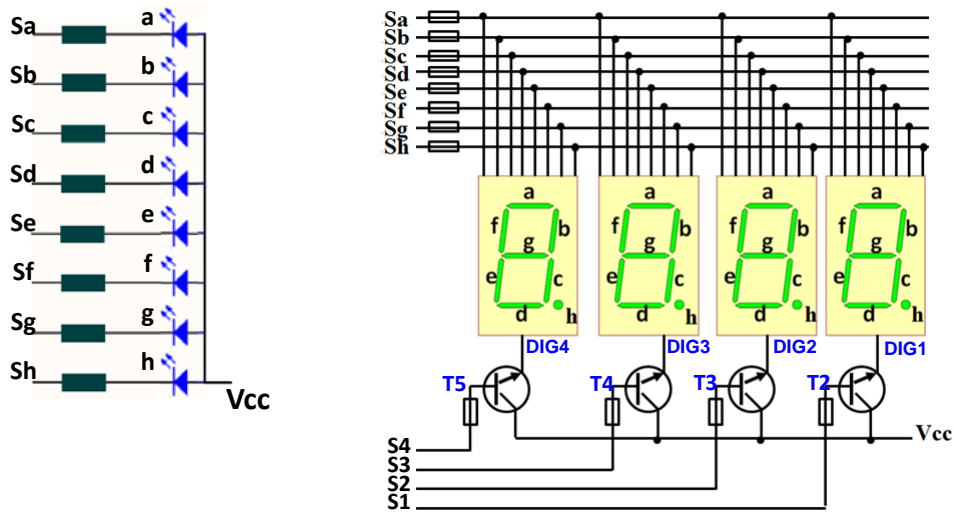 Sa a
Sb b
Sc c
Sd d
Se e
Sf f
Sg g
Sh h
Vcc
Sa
Sb
Sc
Sd
Se
Sf
Sg
Sh
a a a a
f b f b f b f b
g g g g
e c e c e c e c
d h d h d h d h
DIG4 DIG3 DIG2 DIG1
T5 T4 T3 T2
Vcc
S4
S3
S2
S1